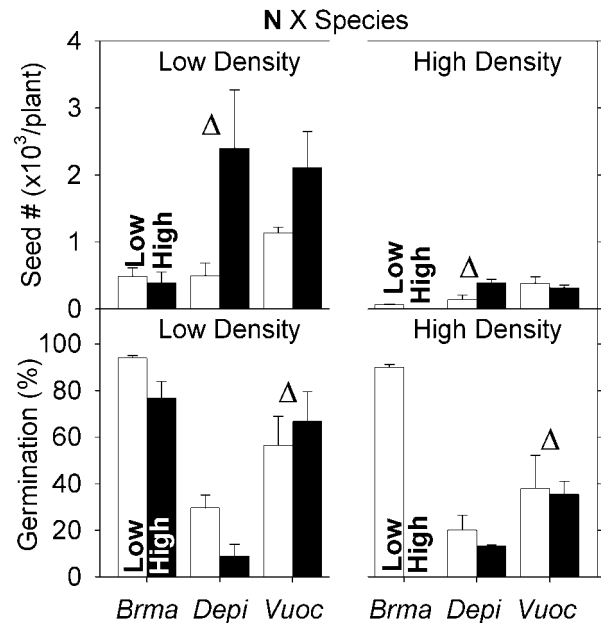 N X Species
Low Density
High Density
Seed # (x10³/plant)
4
3
2
1
0
Δ
Low
High
Low
High
Δ
Low Density
High Density
Germination (%)
100
80
60
40
20
0
Δ
Δ
Low
High
Low
High
Brma Depi Vuoc
Brma Depi Vuoc